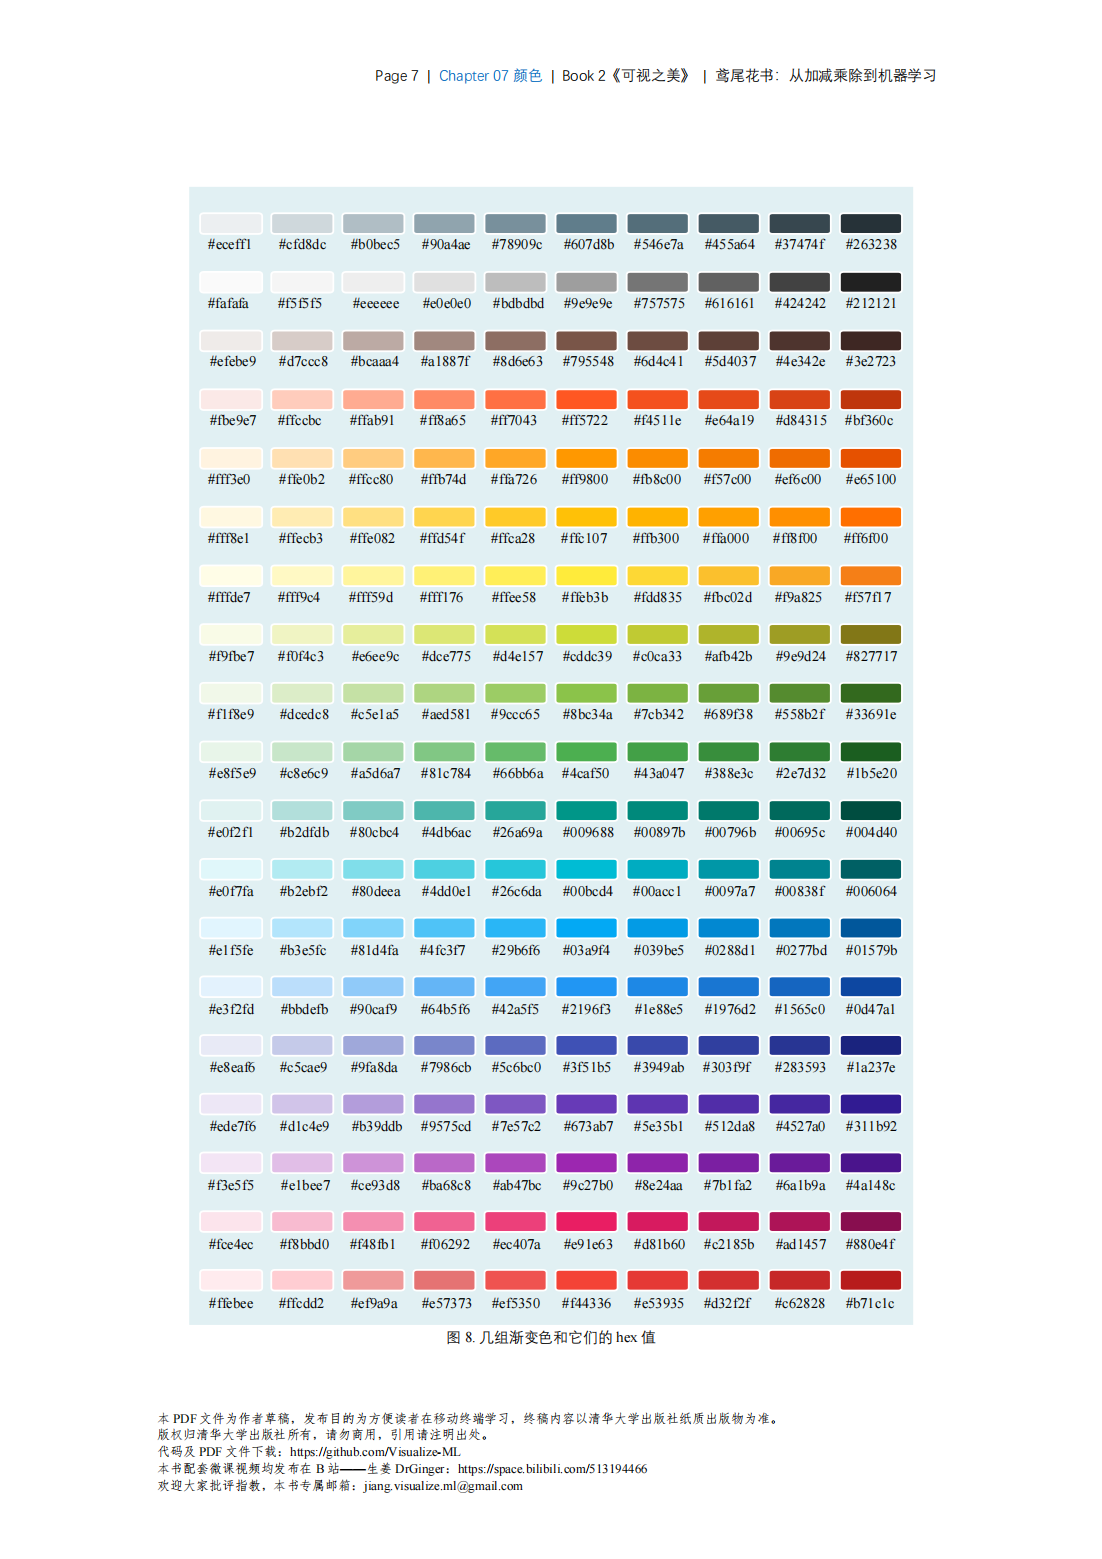 Page 7 | Chapter 07 颜色 | Book 2《可视之美》 | 鸢尾花书：从加减乘除到机器学习
#eceff1 #cfd8dc #b0bec5 #90a4ae #78909c #607d8b #546e7a #455a64 #37474f #263238
#fafafa #f5f5f5 #eeeeee #e0e0e0 #bdbdbd #9e9e9e #757575 #616161 #424242 #212121
#efebe9 #d7ccc8 #bcaaa4 #a1887f #8d6e63 #795548 #6d4c41 #5d4037 #4e342e #3e2723
#fbe9e7 #ffccbc #ffab91 #ff8a65 #ff7043 #ff5722 #f4511e #e64a19 #d84315 #bf360c
#fff3e0 #ffe0b2 #ffcc80 #ffb74d #ffa726 #ff9800 #fb8c00 #f57c00 #ef6c00 #e65100
#fff8e1 #ffecb3 #ffe082 #ffd54f #ffca28 #ffc107 #ffb300 #ffa000 #ff8f00 #ff6f00
#fffde7 #fff9c4 #fff59d #fff176 #ffee58 #ffeb3b #fdd835 #fbc02d #f9a825 #f57f17
#f9fbe7 #f0f4c3 #e6ee9c #dce775 #d4e157 #cddc39 #c0ca33 #afb42b #9e9d24 #827717
#f1f8e9 #dcedc8 #c5e1a5 #aed581 #9ccc65 #8bc34a #7cb342 #689f38 #558b2f #33691e
#e8f5e9 #c8e6c9 #a5d6a7 #81c784 #66bb6a #4caf50 #43a047 #388e3c #2e7d32 #1b5e20
#e0f2f1 #b2dfdb #80cbc4 #4db6ac #26a69a #009688 #00897b #00796b #00695c #004d40
#e0f7fa #b2ebf2 #80deea #4dd0e1 #26c6da #00bcd4 #00acc1 #0097a7 #00838f #006064
#e1f5fe #b3e5fc #81d4fa #4fc3f7 #29b6f6 #03a9f4 #039be5 #0288d1 #0277bd #01579b
#e3f2fd #bbdefb #90caf9 #64b5f6 #42a5f5 #2196f3 #1e88e5 #1976d2 #1565c0 #0d47a1
#e8eaf6 #c5cae9 #9fa8da #7986cb #5c6bc0 #3f51b5 #3949ab #303f9f #283593 #1a237e
#ede7f6 #d1c4e9 #b39ddb #9575cd #7e57c2 #673ab7 #5e35b1 #512da8 #4527a0 #311b92
#f3e5f5 #e1bee7 #ce93d8 #ba68c8 #ab47bc #9c27b0 #8e24aa #7b1fa2 #6a1b9a #4a148c
#fce4ec #f8bbd0 #f48fb1 #f06292 #ec407a #e91e63 #d81b60 #c2185b #ad1457 #880e4f
#ffebee #ffcdd2 #ef9a9a #e57373 #ef5350 #f44336 #e53935 #d32f2f #c62828 #b71c1c
图 8. 几组渐变色和它们的 hex 值
本 PDF 文件为作者草稿，发布目的为方便读者在移动终端学习，终稿内容以清华大学出版社纸质出版物为准。
版权归清华大学出版社所有，请勿商用，引用请注明出处。
代码及 PDF 文件下载：https://github.com/Visualize-ML
本书配套微课视频均发布在 B 站——生姜 DrGinger：https://space.bilibili.com/513194466
欢迎大家批评指教，本书专属邮箱：jiang.visualize.ml@gmail.com